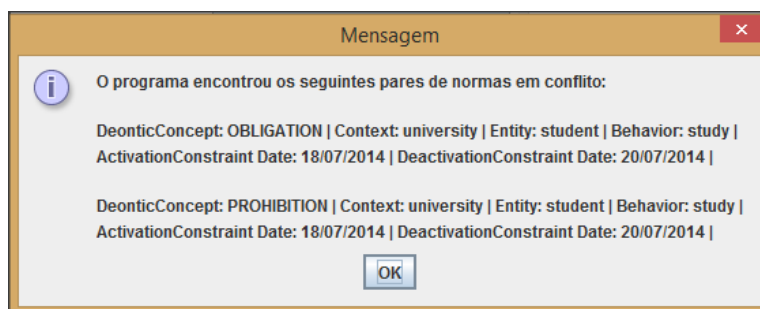 Mensagem
O programa encontrou os seguintes pares de normas em conflito:
DeonticConcept: OBLIGATION | Context: university | Entity: student | Behavior: study |
ActivationConstraint Date: 18/07/2014 | DeactivationConstraint Date: 20/07/2014 |
DeonticConcept: PROHIBITION | Context: university | Entity: student | Behavior: study |
ActivationConstraint Date: 18/07/2014 | DeactivationConstraint Date: 20/07/2014 |
OK